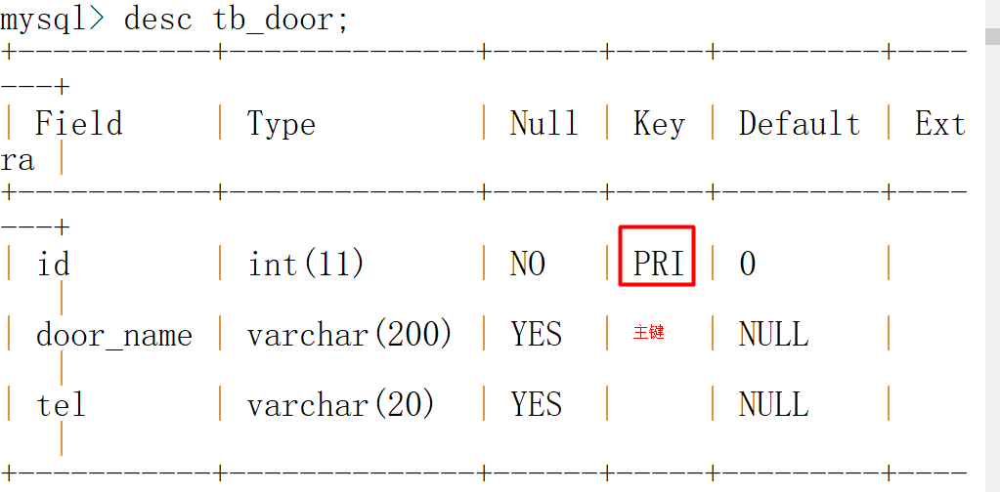 mysql> desc tb_door;
+-----------+--------------+------+-----+---------+----
---+
| Field     | Type         | Null | Key | Default | Ext
ra |
+-----------+--------------+------+-----+---------+----
---+
| id        | int(11)      | NO   | PRI | 0       |
   |
| door_name | varchar(200) | YES  | 主键 | NULL    |
   |
| tel       | varchar(20)  | YES  |     | NULL    |
   |
+-----------+--------------+------+-----+---------+----